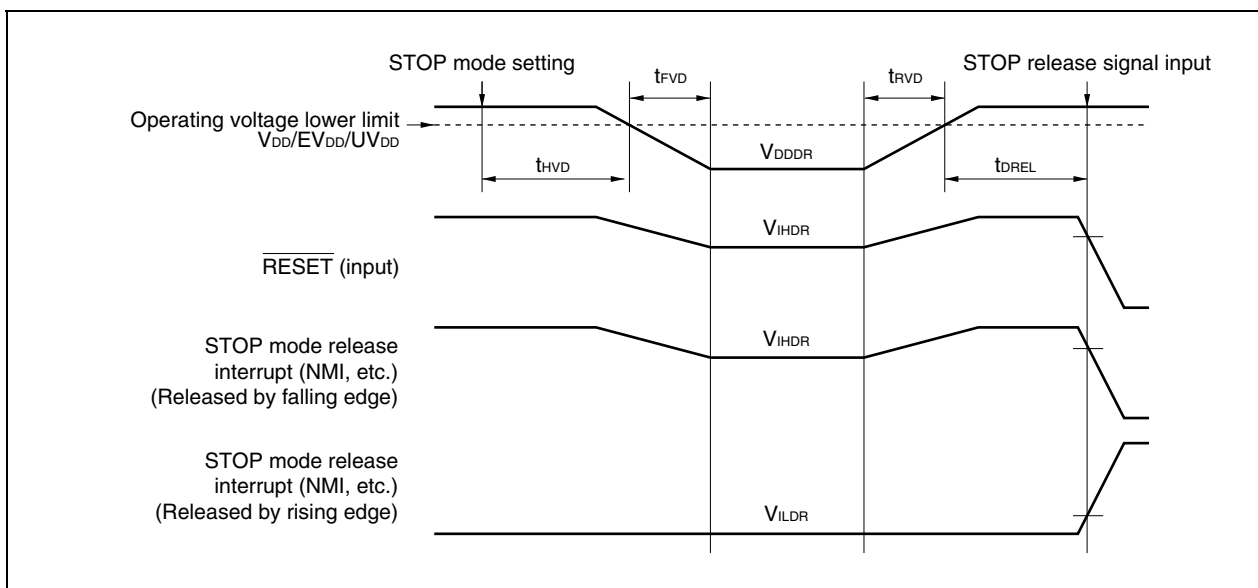 STOP mode setting
STOP release signal input
tFVD
tRVD
Operating voltage lower limit
VDD/EVDD/UVDD
VDDDR
tHVD
tDREL
VIHDR
RESET (input)
VIHDR
STOP mode release
interrupt (NMI, etc.)
(Released by falling edge)
STOP mode release
interrupt (NMI, etc.)
(Released by rising edge)
VILDR